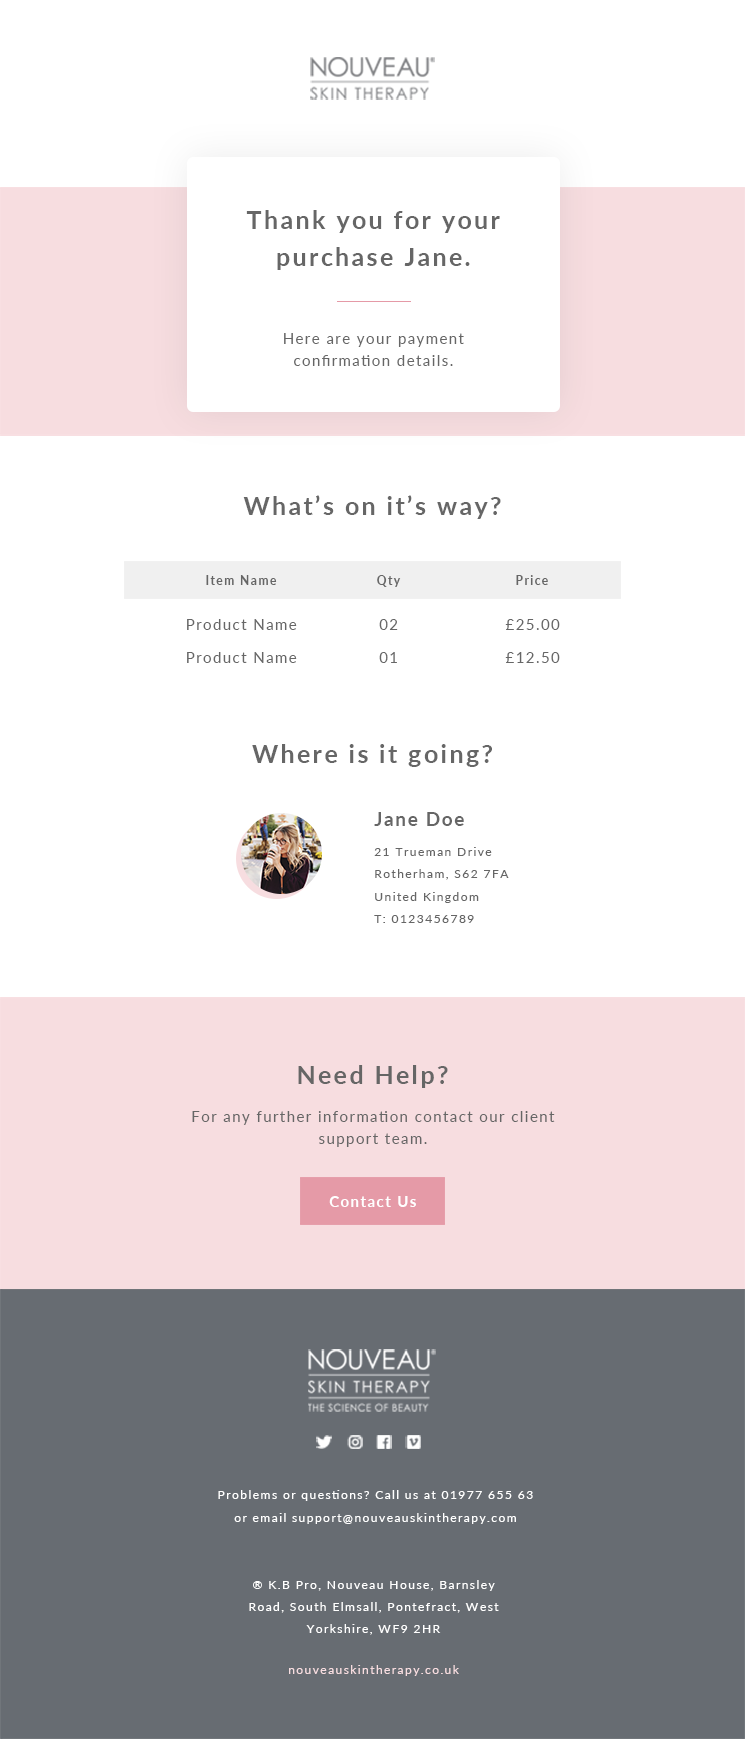 NOUVEAU®
SKIN THERAPY
Thank you for your
purchase Jane.
Here are your payment
confirmation details.
What’s on it’s way?
Item Name Qty Price
Product Name 02 £25.00
Product Name 01 £12.50
Where is it going?
Jane Doe
21 Trueman Drive
Rotherham, S62 7FA
United Kingdom
T: 0123456789
Need Help?
For any further information contact our client
support team.
Contact Us
NOUVEAU®
SKIN THERAPY
THE SCIENCE OF BEAUTY
Problems or questions? Call us at 01977 655 63
or email support@nouveauskintherapy.com
® K.B Pro, Nouveau House, Barnsley
Road, South Elmsall, Pontefract, West
Yorkshire, WF9 2HR
nouveauskintherapy.co.uk